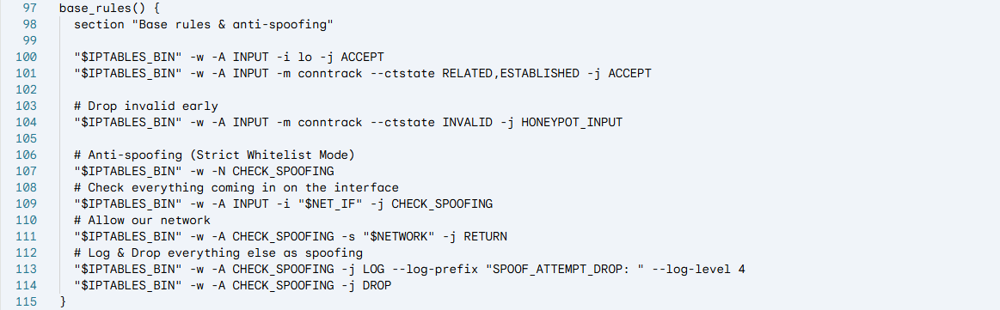 97 base_rules() {
98   section "Base rules & anti-spoofing"
99
100   "$IPTABLES_BIN" -w -A INPUT -i lo -j ACCEPT
101   "$IPTABLES_BIN" -w -A INPUT -m conntrack --ctstate RELATED,ESTABLISHED -j ACCEPT
102
103   # Drop invalid early
104   "$IPTABLES_BIN" -w -A INPUT -m conntrack --ctstate INVALID -j HONEYPOT_INPUT
105
106   # Anti-spoofing (Strict Whitelist Mode)
107   "$IPTABLES_BIN" -w -N CHECK_SPOOFING
108   # Check everything coming in on the interface
109   "$IPTABLES_BIN" -w -A INPUT -i "$NET_IF" -j CHECK_SPOOFING
110   # Allow our network
111   "$IPTABLES_BIN" -w -A CHECK_SPOOFING -s "$NETWORK" -j RETURN
112   # Log & Drop everything else as spoofing
113   "$IPTABLES_BIN" -w -A CHECK_SPOOFING -j LOG --log-prefix "SPOOF_ATTEMPT_DROP: " --log-level 4
114   "$IPTABLES_BIN" -w -A CHECK_SPOOFING -j DROP
115 }